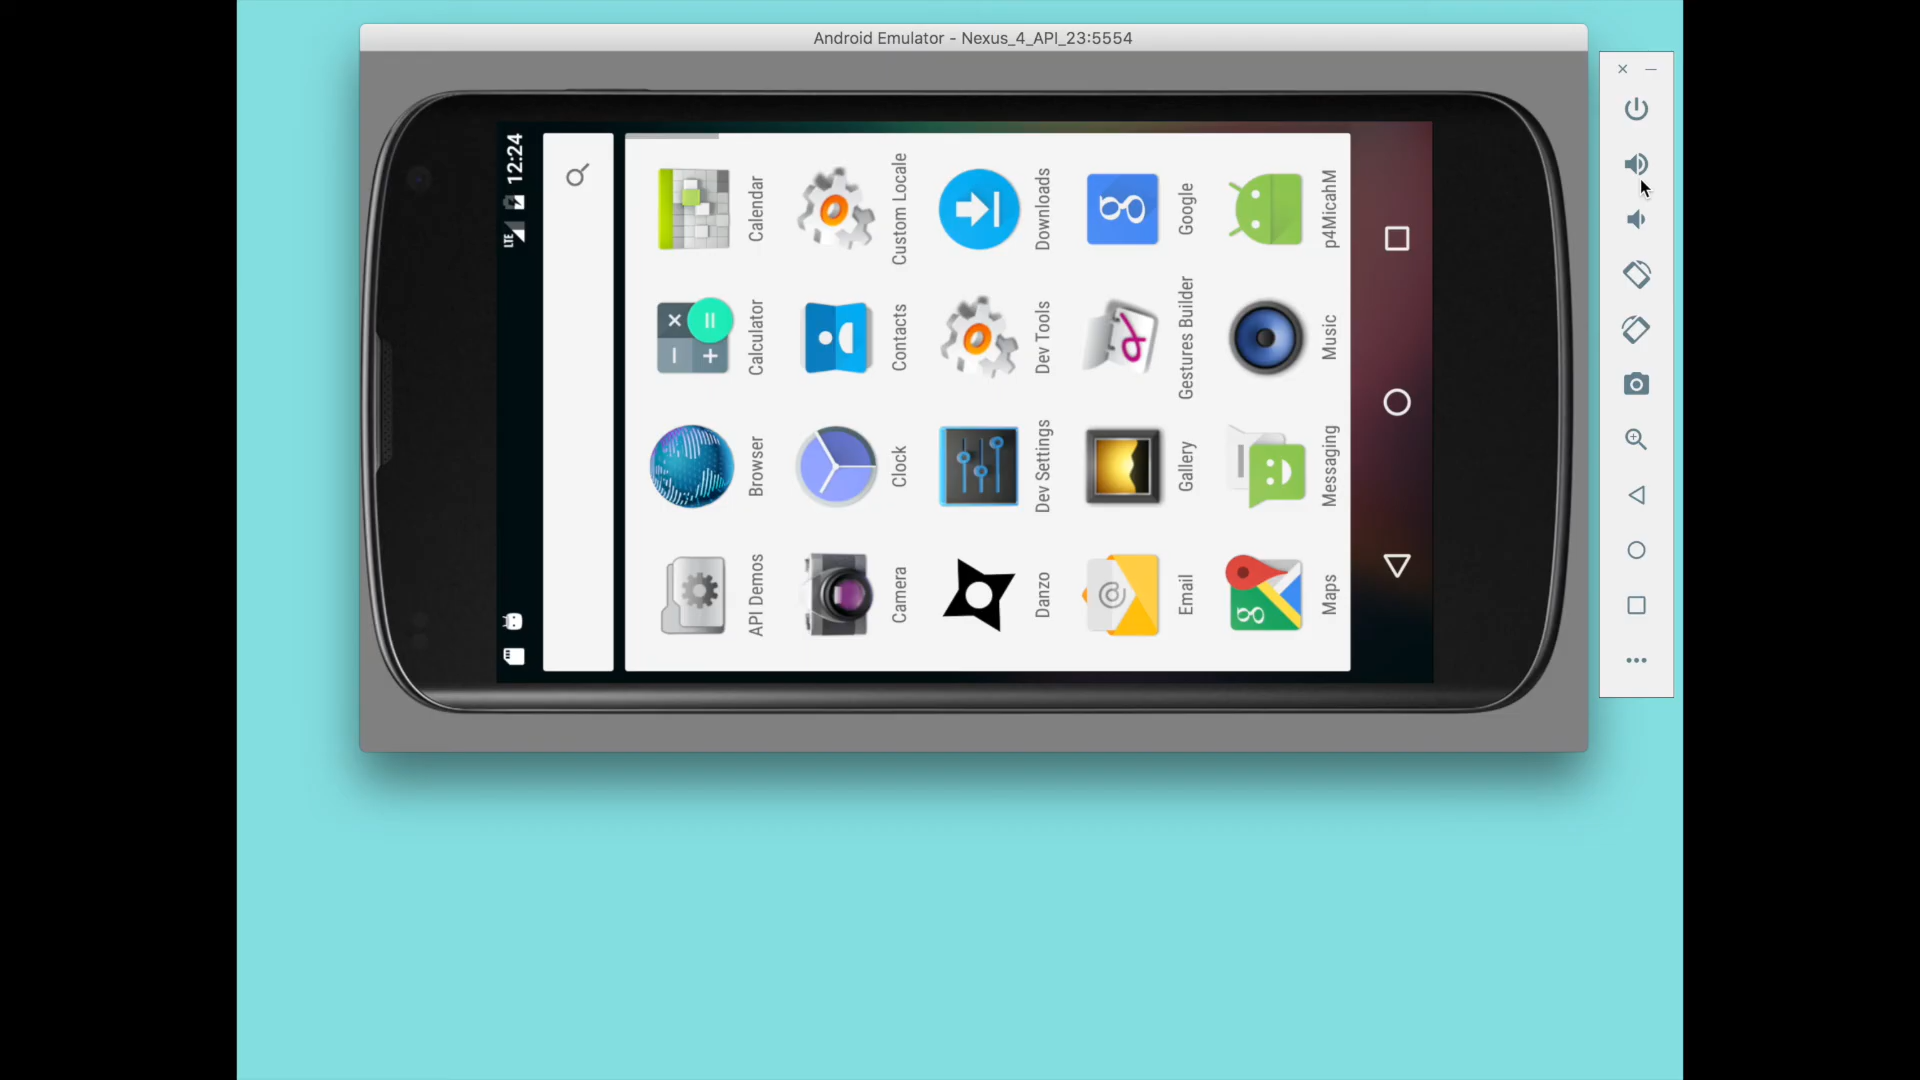 Android Emulator - Nexus_4_API_23:5554
LTE 12:24
API Demos
Browser
Calculator
Calendar
Camera
Clock
Contacts
Custom Locale
Danzo
Dev Settings
Dev Tools
Downloads
Email
Gallery
Gestures Builder
Google
Maps
Messaging
Music
p4MicahM